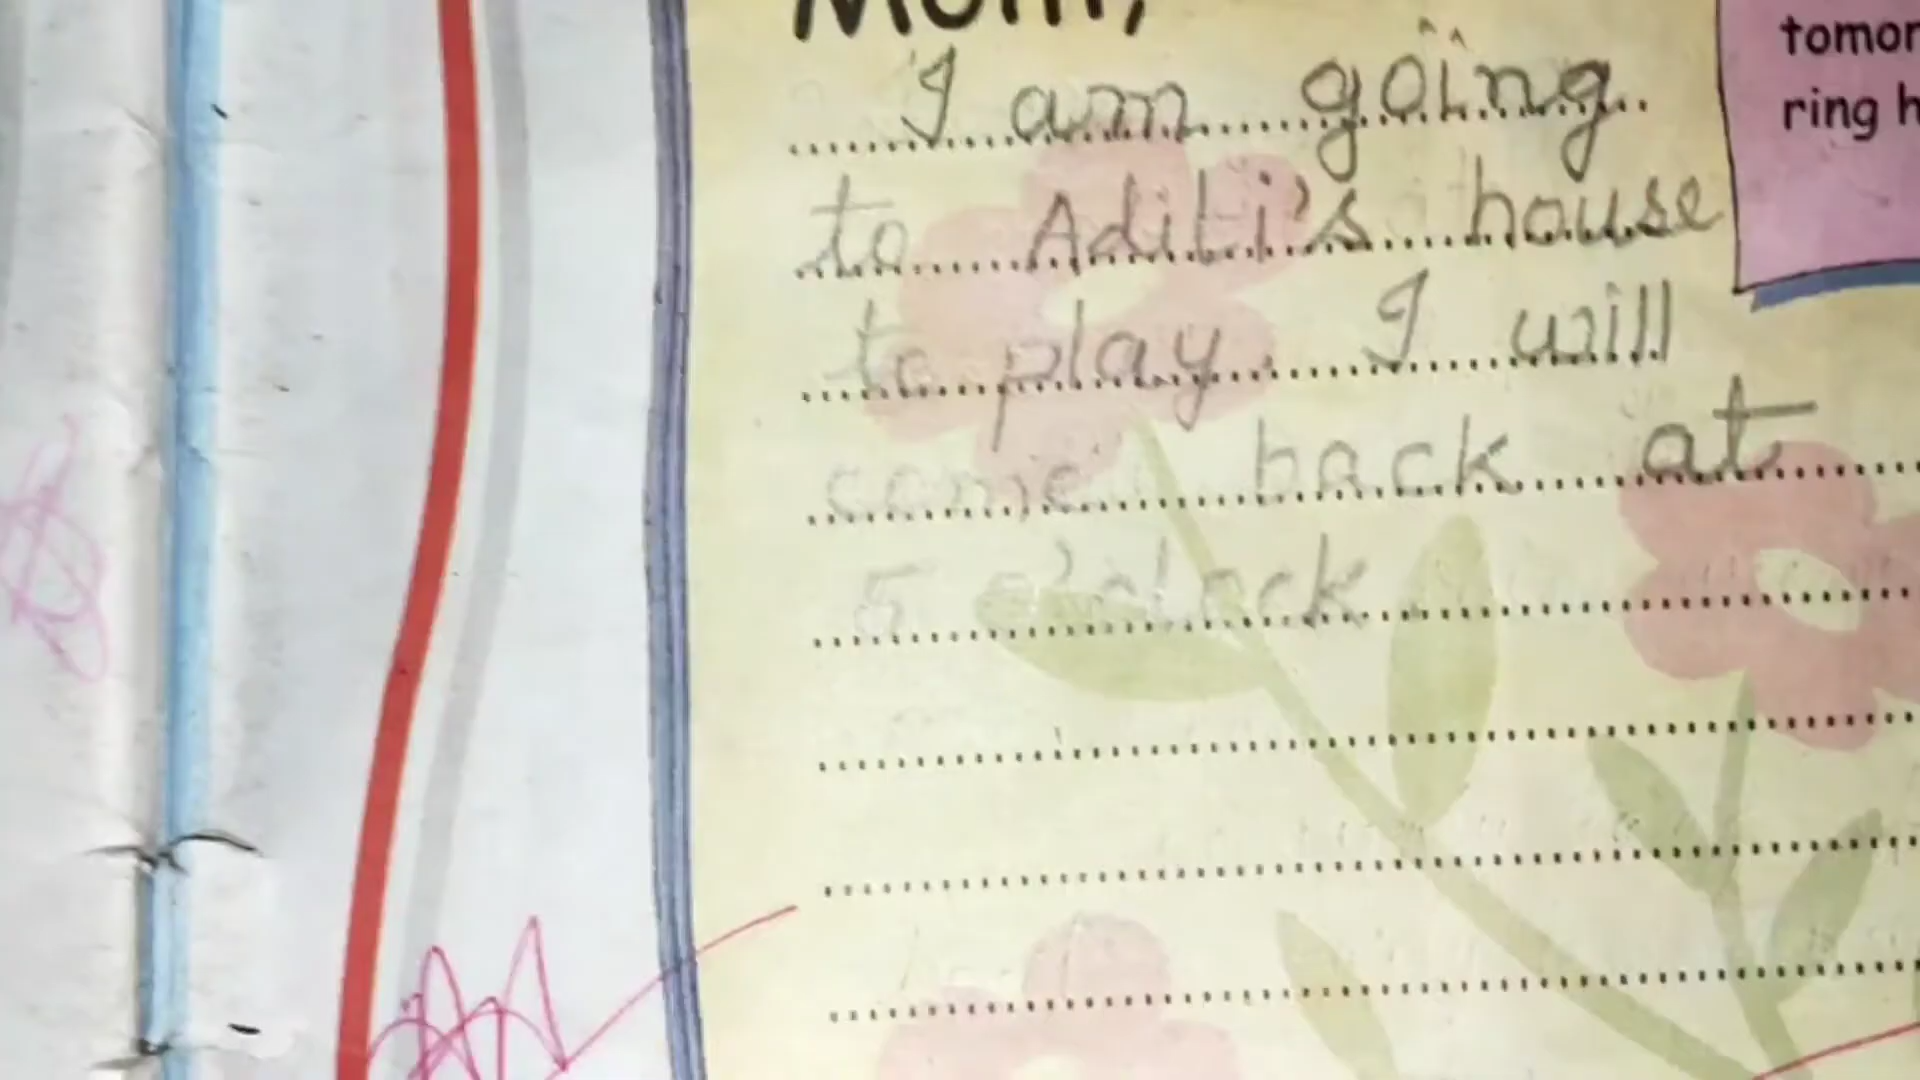 Mom,
tomor
ring h
I am going
to Aditi's house
to play. I will
come back at
5 o'clock